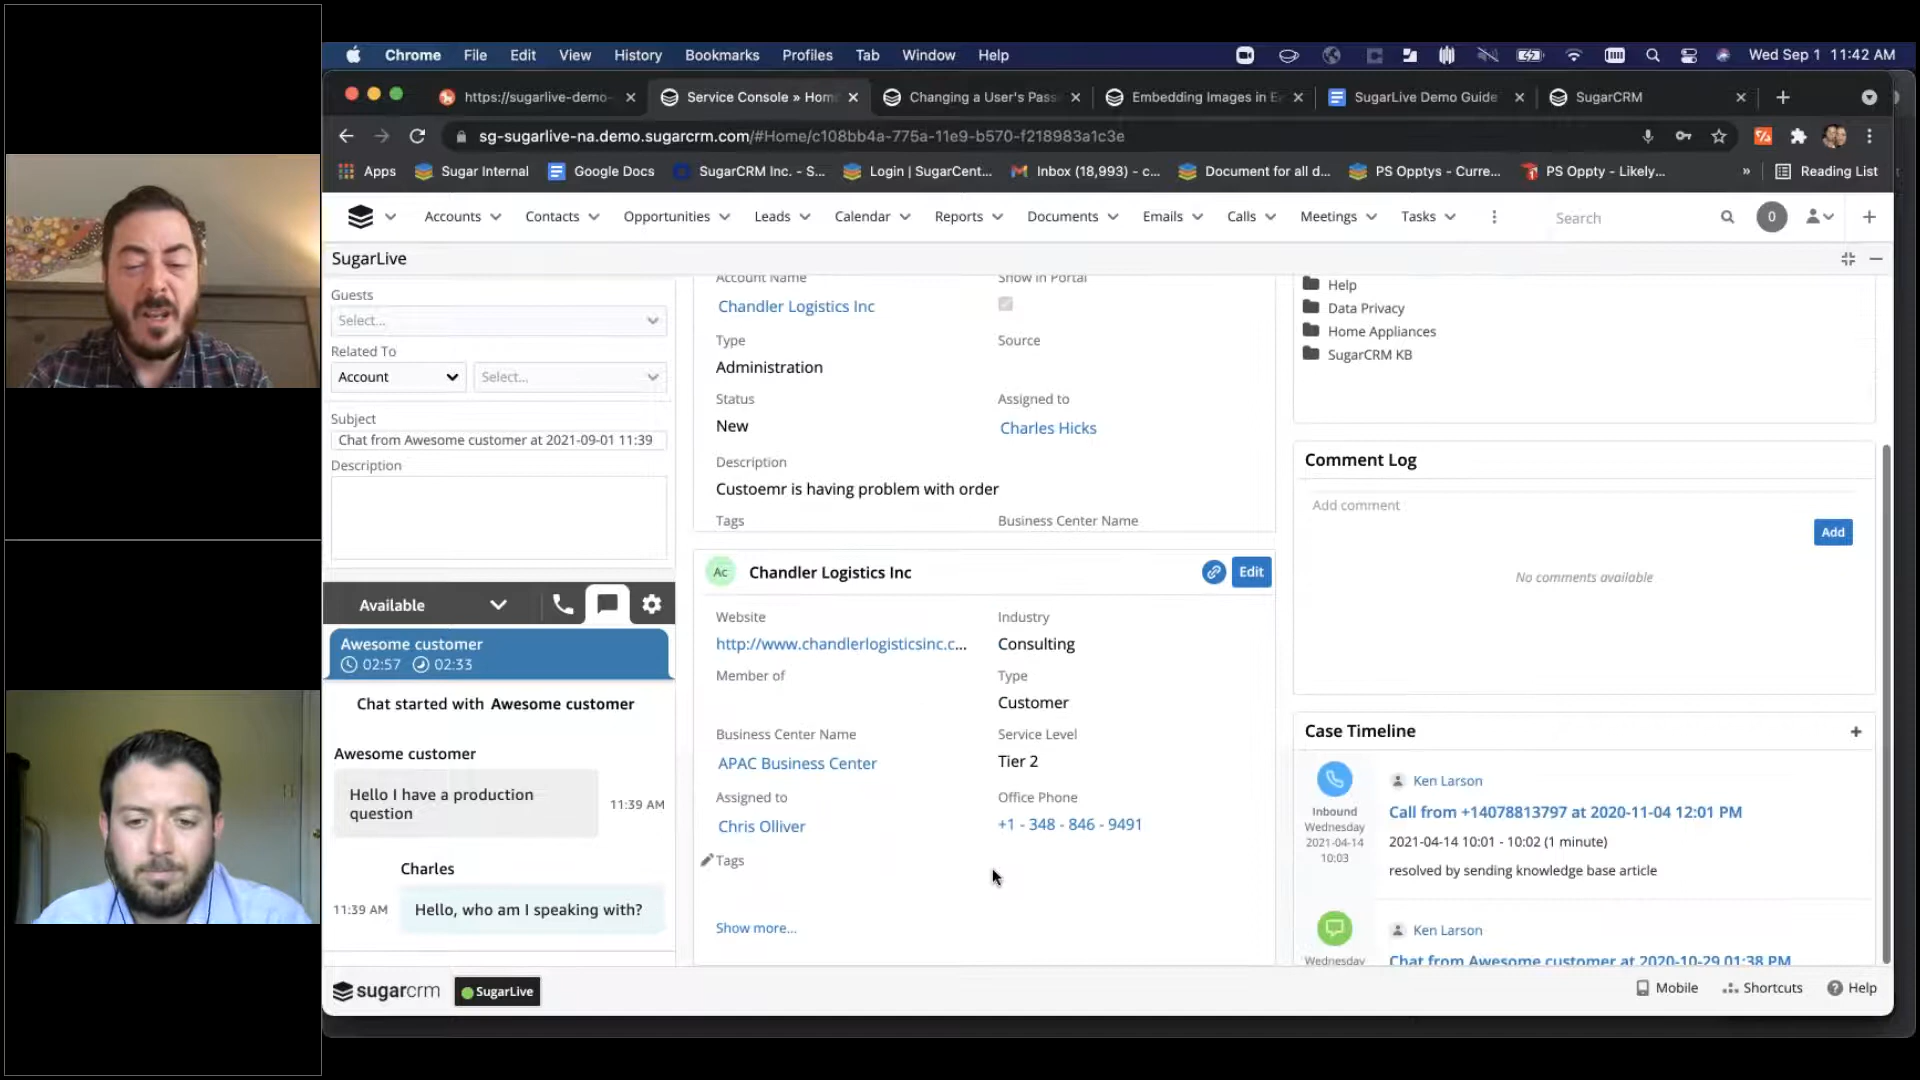 Chrome File Edit View History Bookmarks Profiles Tab Window Help Wed Sep 1 11:42 AM
https://sugarlive-demo- Service Console » Hom Changing a User's Pass Embedding Images in E SugarLive Demo Guide SugarCRM
sg-sugarlive-na.demo.sugarcrm.com/#Home/c108bb4a-775a-11e9-b570-f218983a1c3e
Apps Sugar Internal Google Docs SugarCRM Inc. - S... Login | SugarCent... Inbox (18,993) – c... Document for all d... PS Opptys - Curre... PS Oppty - Likely... » Reading List
Accounts Contacts Opportunities Leads Calendar Reports Documents Emails Calls Meetings Tasks Search 0
SugarLive
Guests
Select...
Related To
Account Select...
Subject
Chat from Awesome customer at 2021-09-01 11:39
Description
Available
Awesome customer
02:57 02:33
Chat started with Awesome customer
Awesome customer
Hello I have a production question
11:39 AM
Charles
11:39 AM Hello, who am I speaking with?
Account Name Show in Portal
Chandler Logistics Inc
Type Source
Administration
Status Assigned to
New Charles Hicks
Description
Custoemr is having problem with order
Tags Business Center Name
Ac Chandler Logistics Inc Edit
Website Industry
http://www.chandlerlogisticsinc.c... Consulting
Member of Type
Customer
Business Center Name Service Level
APAC Business Center Tier 2
Assigned to Office Phone
Chris Olliver +1 - 348 - 846 - 9491
Tags
Show more...
Help
Data Privacy
Home Appliances
SugarCRM KB
Comment Log
Add comment
Add
No comments available
Case Timeline +
Inbound
Wednesday
2021-04-14
10:03
Ken Larson
Call from +14078813797 at 2020-11-04 12:01 PM
2021-04-14 10:01 - 10:02 (1 minute)
resolved by sending knowledge base article
Wednesday
Ken Larson
Chat from Awesome customer at 2020-10-29 01:38 PM
sugarcrm SugarLive Mobile Shortcuts Help